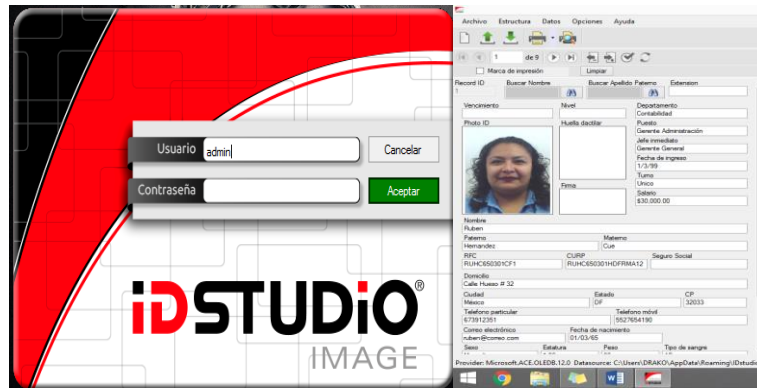 Usuario
admin
Cancelar
Contraseña
Aceptar
iDSTUDiO®
IMAGE
Archivo Estructura Datos Opciones Ayuda
1 de 9
Marca de impresión Limpiar
Record ID Buscar Nombre Buscar Apellido Paterno Extension
1
Vencimiento Nivel Departamento
Contabilidad
Photo ID Huella dactilar Puesto
Gerente Administración
Jefe inmediato
Gerente General
Fecha de ingreso
1/3/99
Turno
Firma Unico
Salario
$30,000.00
Nombre
Ruben
Paterno Materno
Hernandez Cue
RFC CURP Seguro Social
RUHC650301CF1 RUHC650301HDFRMA12
Domicilio
Calle Hueso # 32
Ciudad Estado CP
México DF 32033
Telefono particular Telefono móvil
673912351 5527654190
Correo electrónico Fecha de nacimiento
ruben@correo.com 01/03/65
Sexo Estatura Peso Tipo de sangre
Provider: Microsoft.ACE.OLEDB.12.0 Datasource: C:\Users\DRAKO\AppData\Roaming\IDstudio